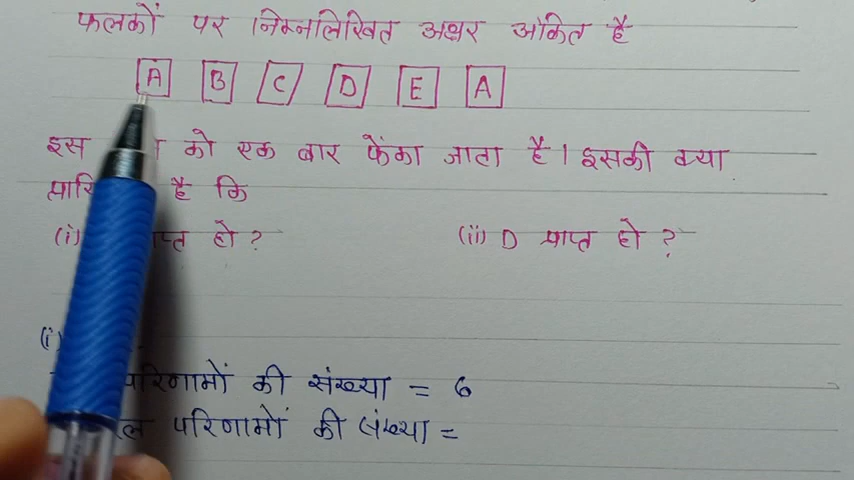 फलकों पर निम्नलिखित अक्षर अंकित है
A B C D E A
इस को एक बार फेंका जाता है। इसकी क्या
है कि
(i) हो? (ii) D प्राप्त हो?
(i)
परिणामों की संख्या = 6
परिणामों की संख्या =